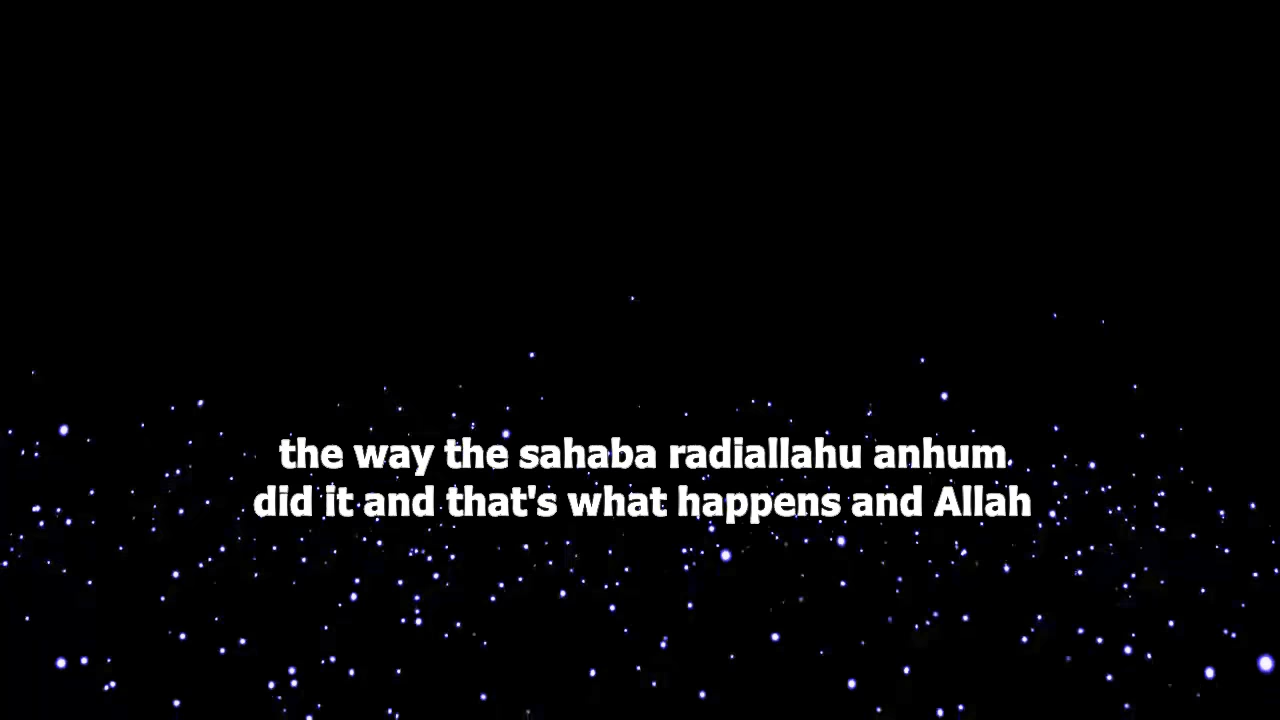 the way the sahaba radiallahu anhum
did it and that's what happens and Allah